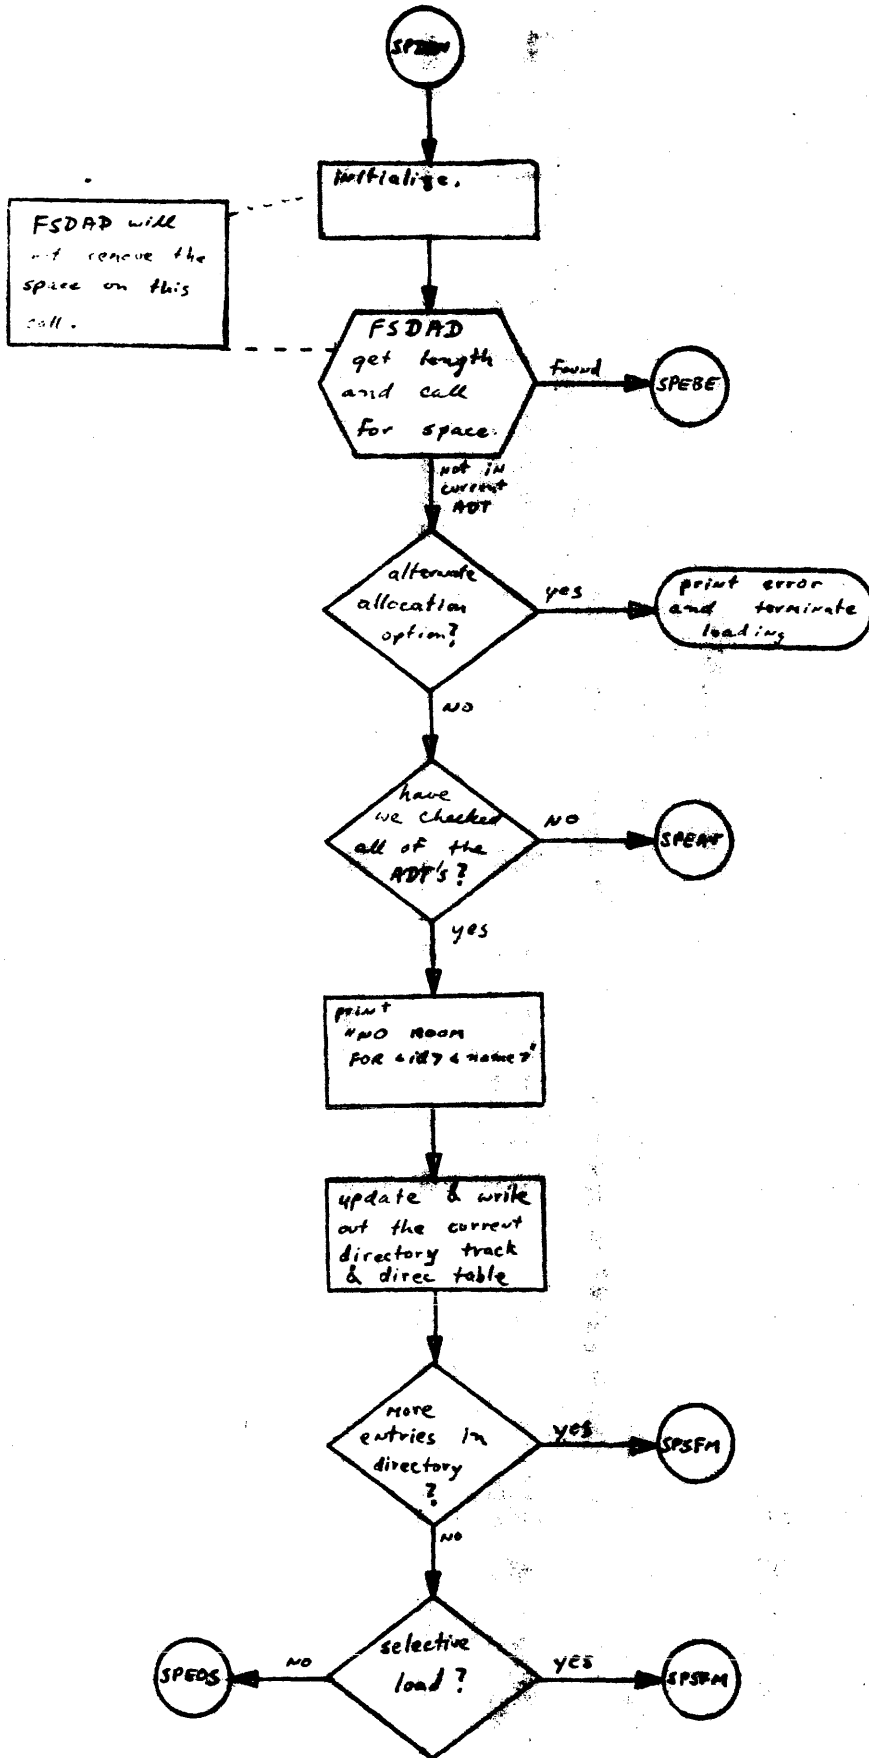 Initialize.
FSDAD will
not remove the
space on this
call.
FSDAD
get length
and call
for space.
Found
SPEBE
not in
current
ADT
alternate
allocation
option?
yes
print error
and terminate
loading
NO
have
we checked
all of the
ADT's?
NO
SPEAT
yes
print
"NO ROOM
FOR <id> <name>"
update & write
out the current
directory track
& direc table
more
entries in
directory
?
yes
SPSFM
NO
selective
load?
NO
SPEDS
yes
SPSFM